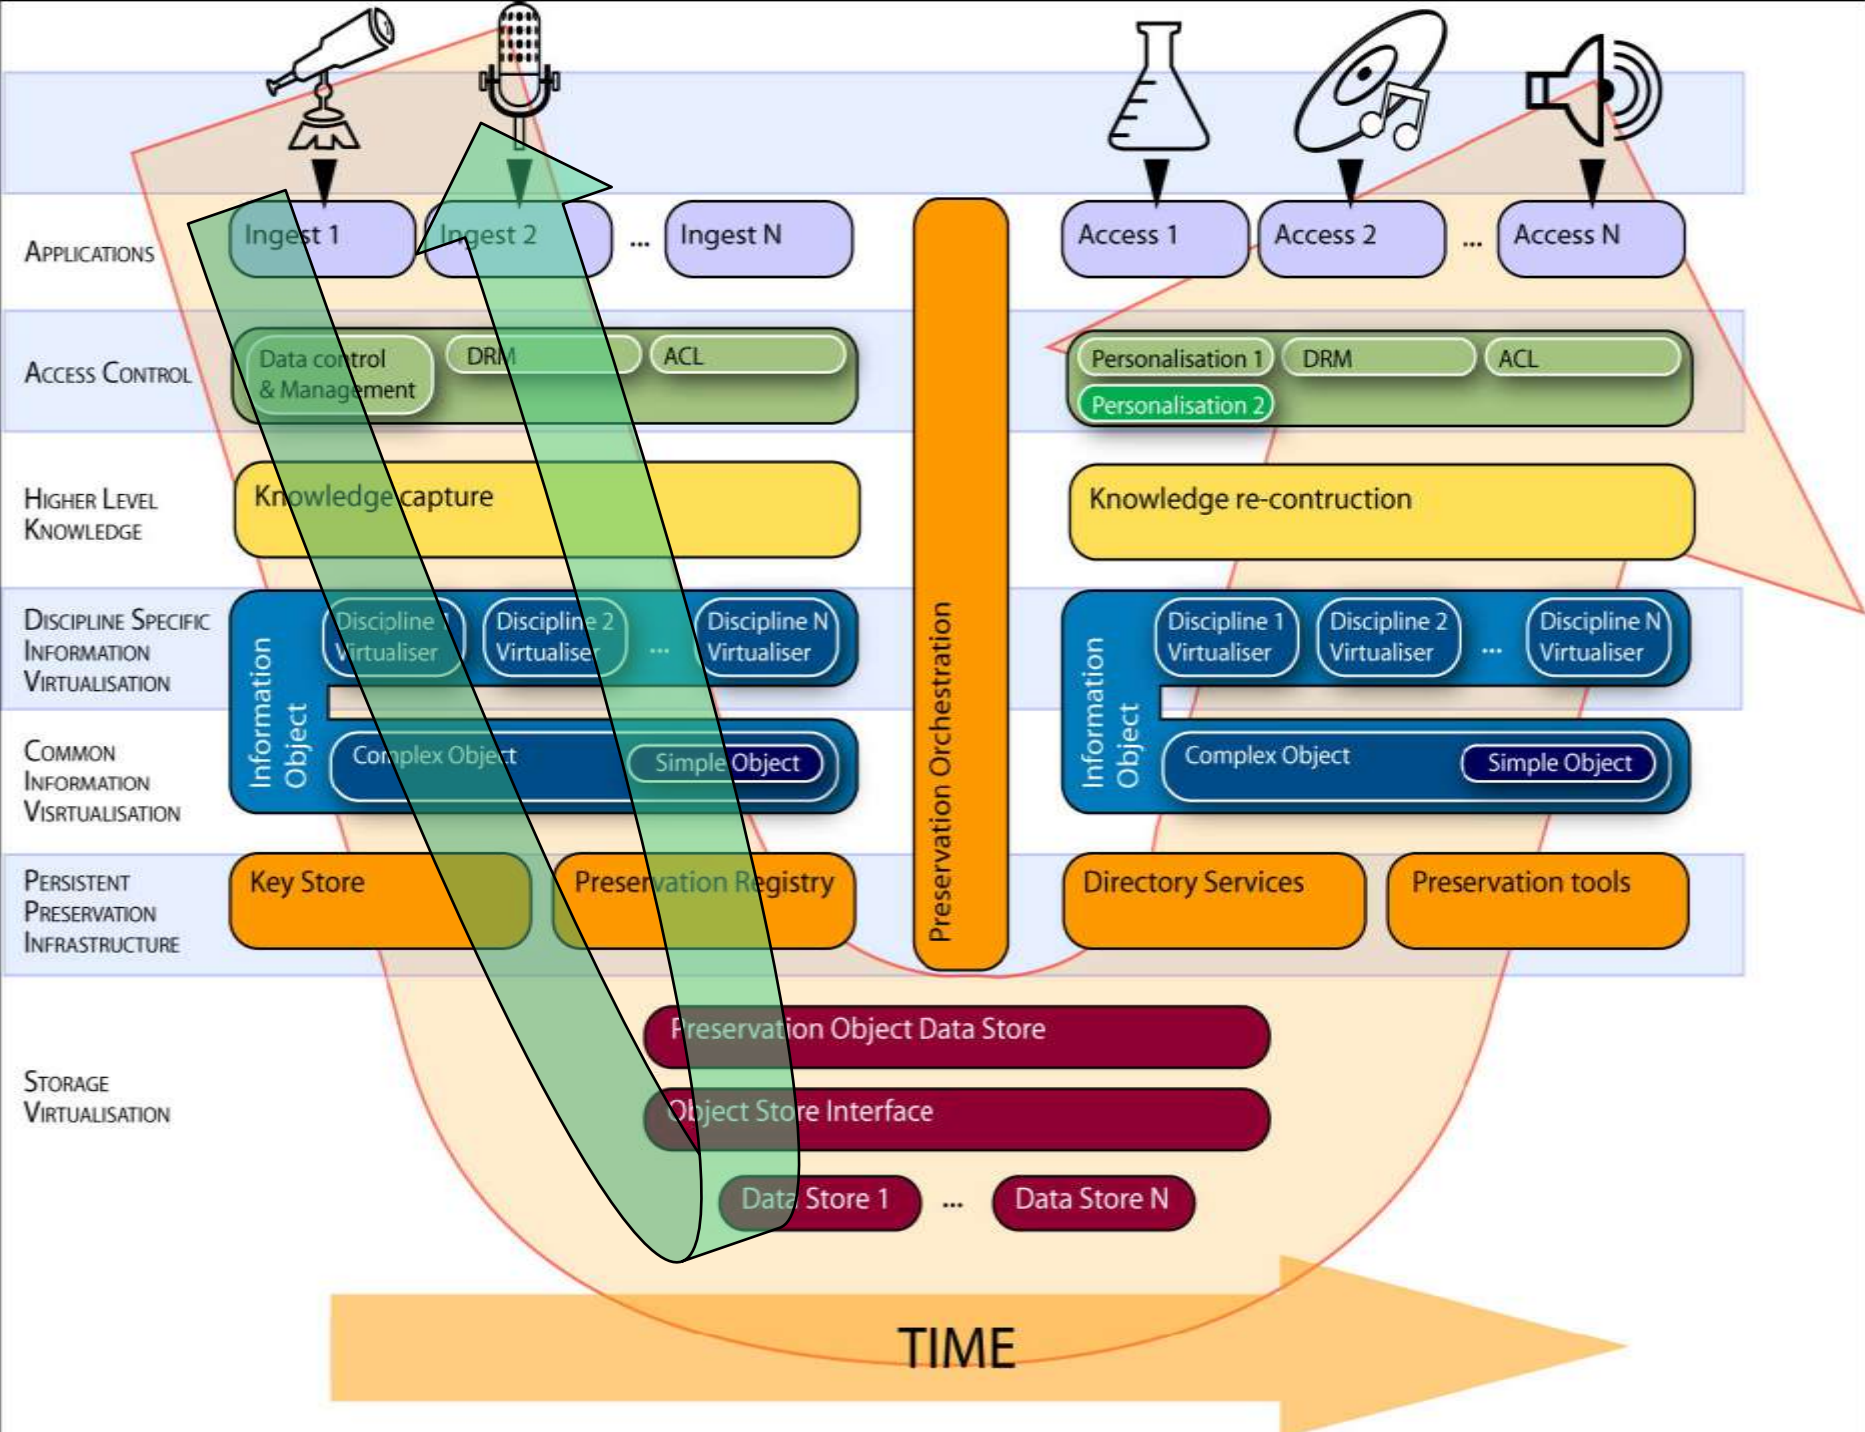 APPLICATIONS
Ingest 1
Ingest 2
...
Ingest N
Access 1
Access 2
...
Access N
ACCESS CONTROL
Data control
& Management
DRM
ACL
Personalisation 1
DRM
ACL
Personalisation 2
HIGHER LEVEL
KNOWLEDGE
Knowledge capture
Knowledge re-contruction
DISCIPLINE SPECIFIC
INFORMATION
VIRTUALISATION
Information
Object
Discipline 1
Virtualiser
Discipline 2
Virtualiser
...
Discipline N
Virtualiser
Information
Object
Discipline 1
Virtualiser
Discipline 2
Virtualiser
...
Discipline N
Virtualiser
COMMON
INFORMATION
VISRTUALISATION
Complex Object
Simple Object
Complex Object
Simple Object
Preservation Orchestration
PERSISTENT
PRESERVATION
INFRASTRUCTURE
Key Store
Preservation Registry
Directory Services
Preservation tools
STORAGE
VIRTUALISATION
Preservation Object Data Store
Object Store Interface
Data Store 1
...
Data Store N
TIME